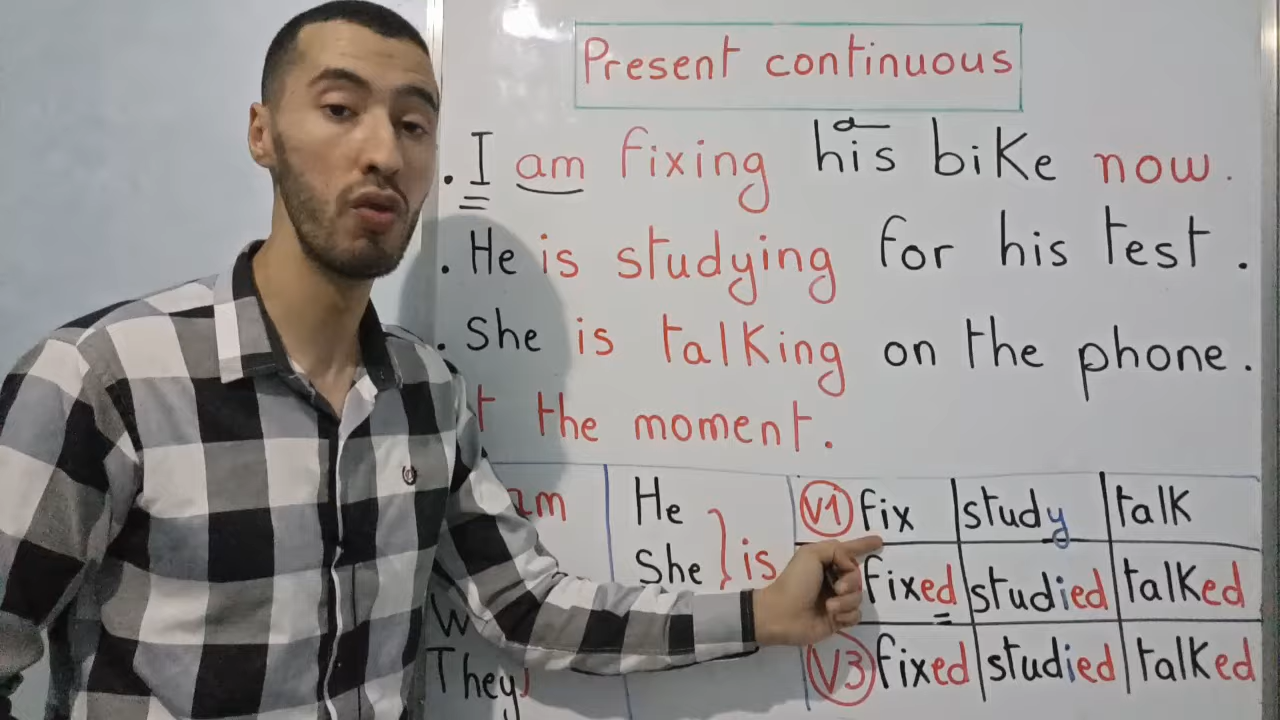 Present continuous
. I am fixing his bike now.
. He is studying for his test.
. She is talking on the phone.
the moment.
am
He
She } is
They
V1 fix study talk
fixed studied talked
V3 fixed studied talked